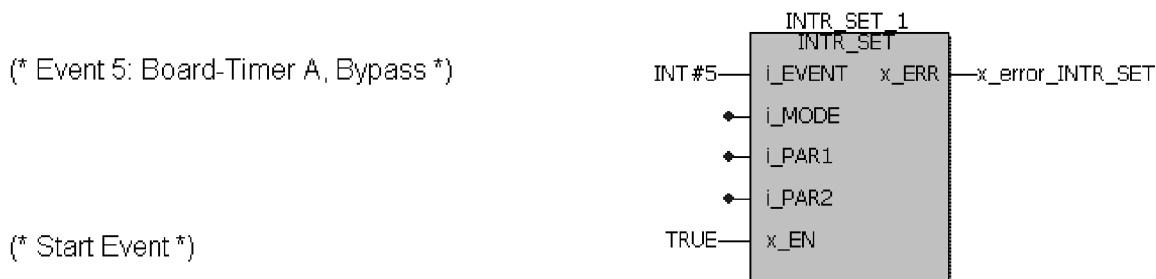 INTR_SET_1
INTR_SET
(* Event 5: Board-Timer A, Bypass *) INT#5 i_EVENT x_ERR x_error_INTR_SET
i_MODE
i_PAR1
i_PAR2
(* Start Event *) TRUE x_EN